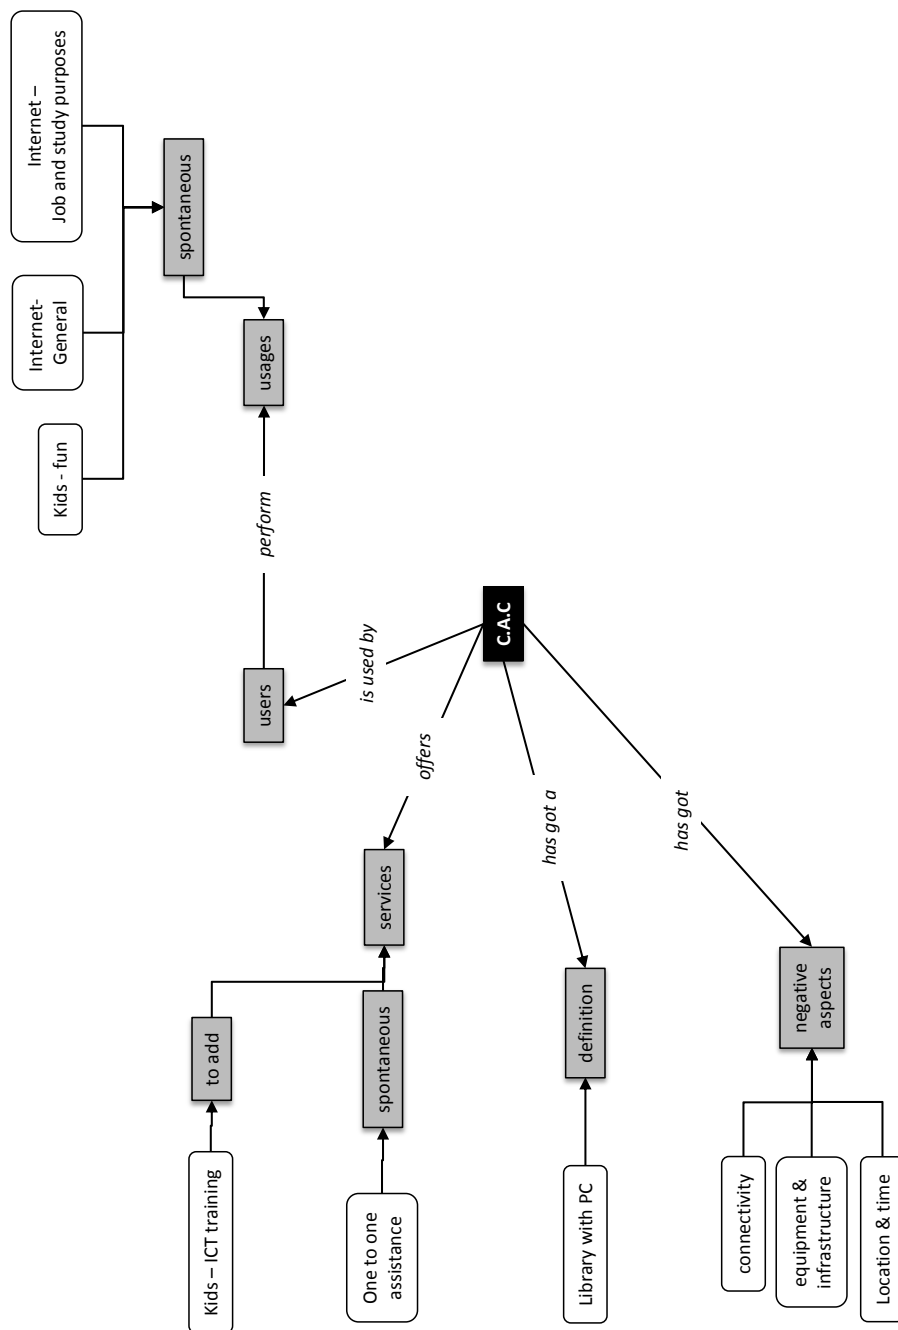 Kids – ICT training
to add
One to one
assistance
spontaneous
services
Library with PC
definition
connectivity
equipment &
infrastructure
Location & time
negative
aspects
offers
has got a
has got
is used by
C.A.C
users
perform
usages
spontaneous
Kids - fun
Internet-
General
Internet –
Job and study purposes